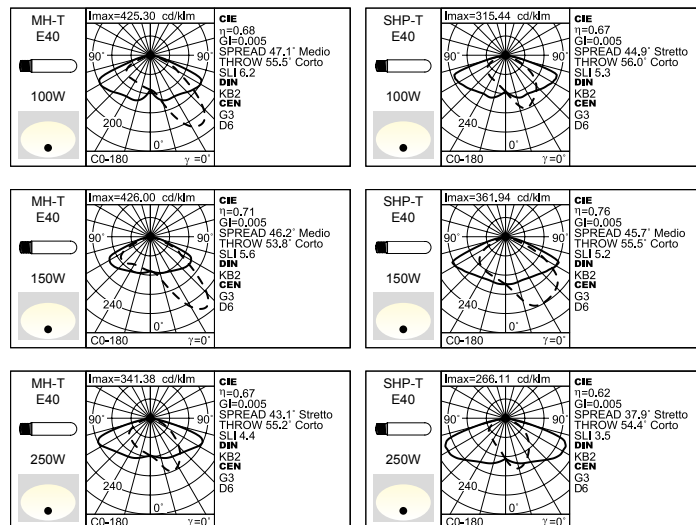 MH-T
E40
100W
Imax=425.30 cd/klm
90˚
90˚
200
0˚
C0-180
γ=0˚
CIE
η=0.68
GI=0.005
SPREAD 47.1˚ Medio
THROW 55.5˚ Corto
SLI 6.2
DIN
KB2
CEN
G3
D6
SHP-T
E40
100W
Imax=315.44 cd/klm
90˚
90˚
240
0˚
C0-180
γ=0˚
CIE
η=0.67
GI=0.005
SPREAD 44.9˚ Stretto
THROW 56.0˚ Corto
SLI 5.3
DIN
KB2
CEN
G3
D6
MH-T
E40
150W
Imax=426.00 cd/klm
90˚
90˚
240
0˚
C0-180
γ=0˚
CIE
η=0.71
GI=0.005
SPREAD 46.2˚ Medio
THROW 53.8˚ Corto
SLI 5.6
DIN
KB2
CEN
G3
D6
SHP-T
E40
150W
Imax=361.94 cd/klm
90˚
90˚
240
0˚
C0-180
γ=0˚
CIE
η=0.76
GI=0.005
SPREAD 45.7˚ Medio
THROW 55.5˚ Corto
SLI 5.2
DIN
KB2
CEN
G3
D6
MH-T
E40
250W
Imax=341.38 cd/klm
90˚
90˚
240
0˚
C0-180
γ=0˚
CIE
η=0.67
GI=0.005
SPREAD 43.1˚ Stretto
THROW 55.2˚ Corto
SLI 4.4
DIN
KB2
CEN
G3
D6
SHP-T
E40
250W
Imax=266.11 cd/klm
90˚
90˚
240
0˚
C0-180
γ=0˚
CIE
η=0.62
GI=0.005
SPREAD 37.9˚ Stretto
THROW 54.4˚ Corto
SLI 3.5
DIN
KB2
CEN
G3
D6